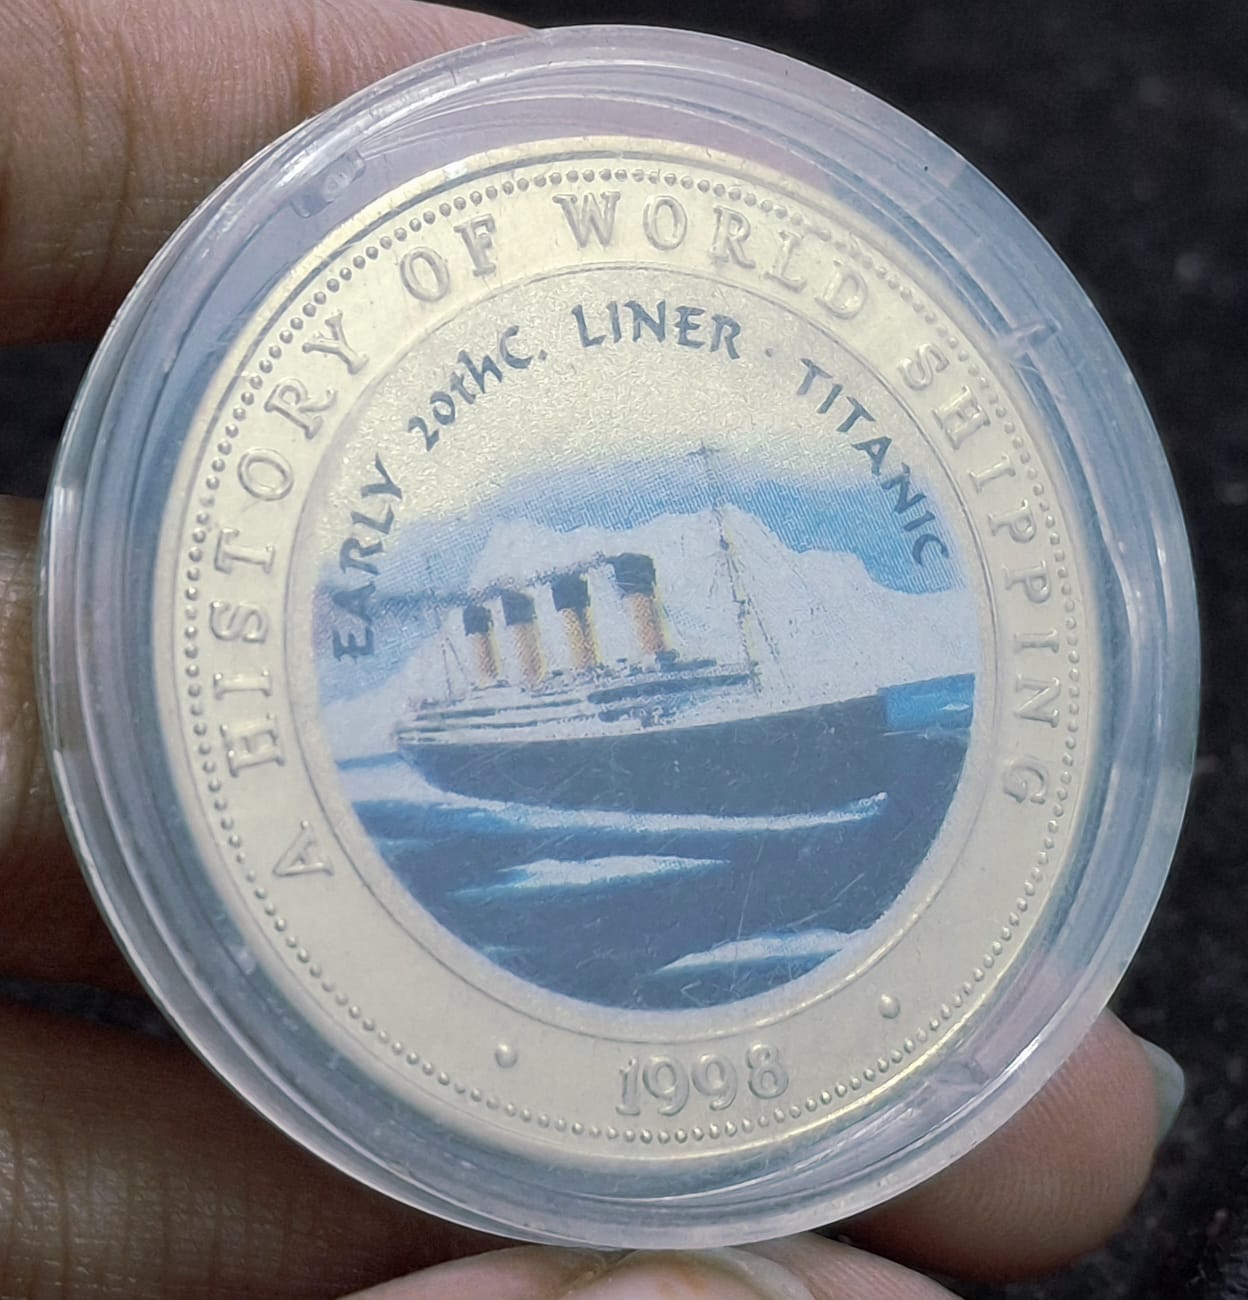 A HISTORY OF WORLD SHIPPING
EARLY 20thC. LINER · TITANIC
· 1998 ·